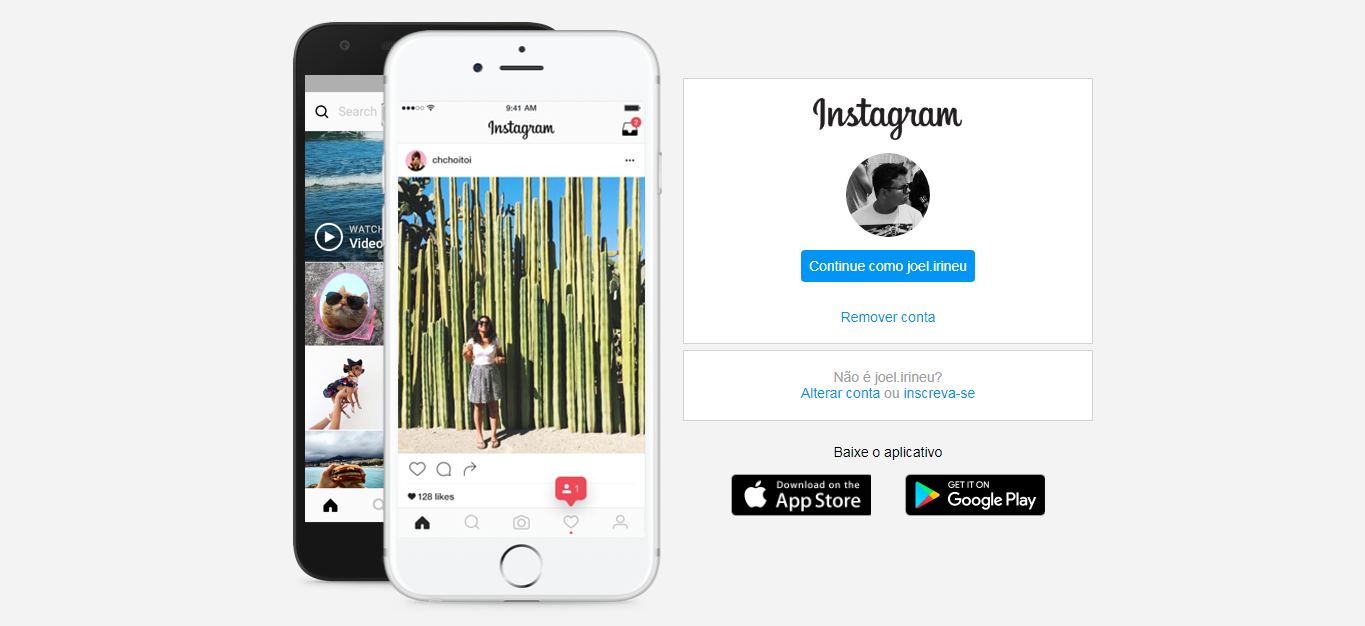 Search
WATCH
Video
9:41 AM
Instagram
2
chchoitoi
128 likes
1
Instagram
Continue como joel.irineu
Remover conta
Não é joel.irineu?
Alterar conta ou inscreva-se
Baixe o aplicativo
Download on the
App Store
GET IT ON
Google Play